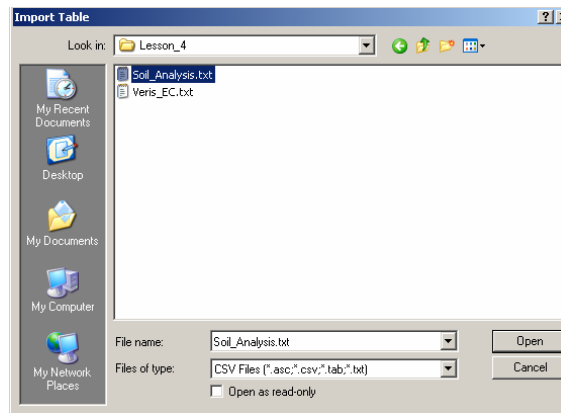 Import Table
Look in:
Lesson_4
My Recent
Documents
Desktop
My Documents
My Computer
My Network
Places
Soil_Analysis.txt
Veris_EC.txt
File name:
Soil_Analysis.txt
Open
Files of type:
CSV Files (*.asc;*.csv;*.tab;*.txt)
Cancel
Open as read-only